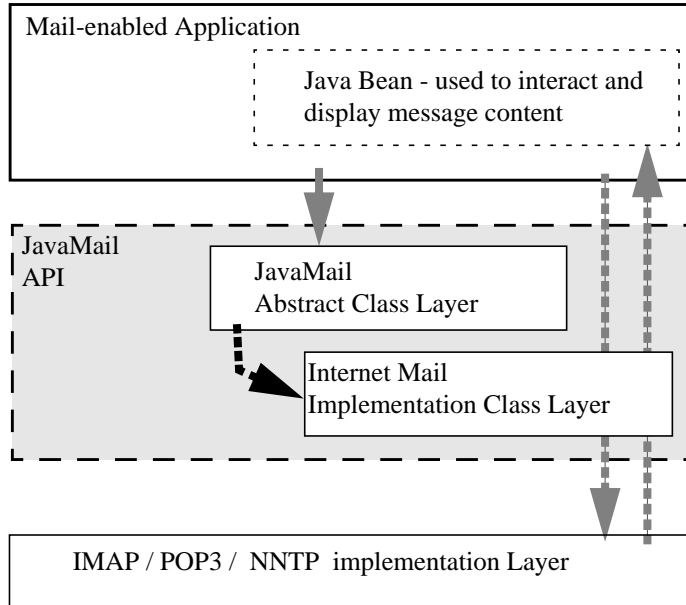 Mail-enabled Application
Java Bean - used to interact and
display message content
JavaMail
API
JavaMail
Abstract Class Layer
Internet Mail
Implementation Class Layer
IMAP / POP3 / NNTP implementation Layer